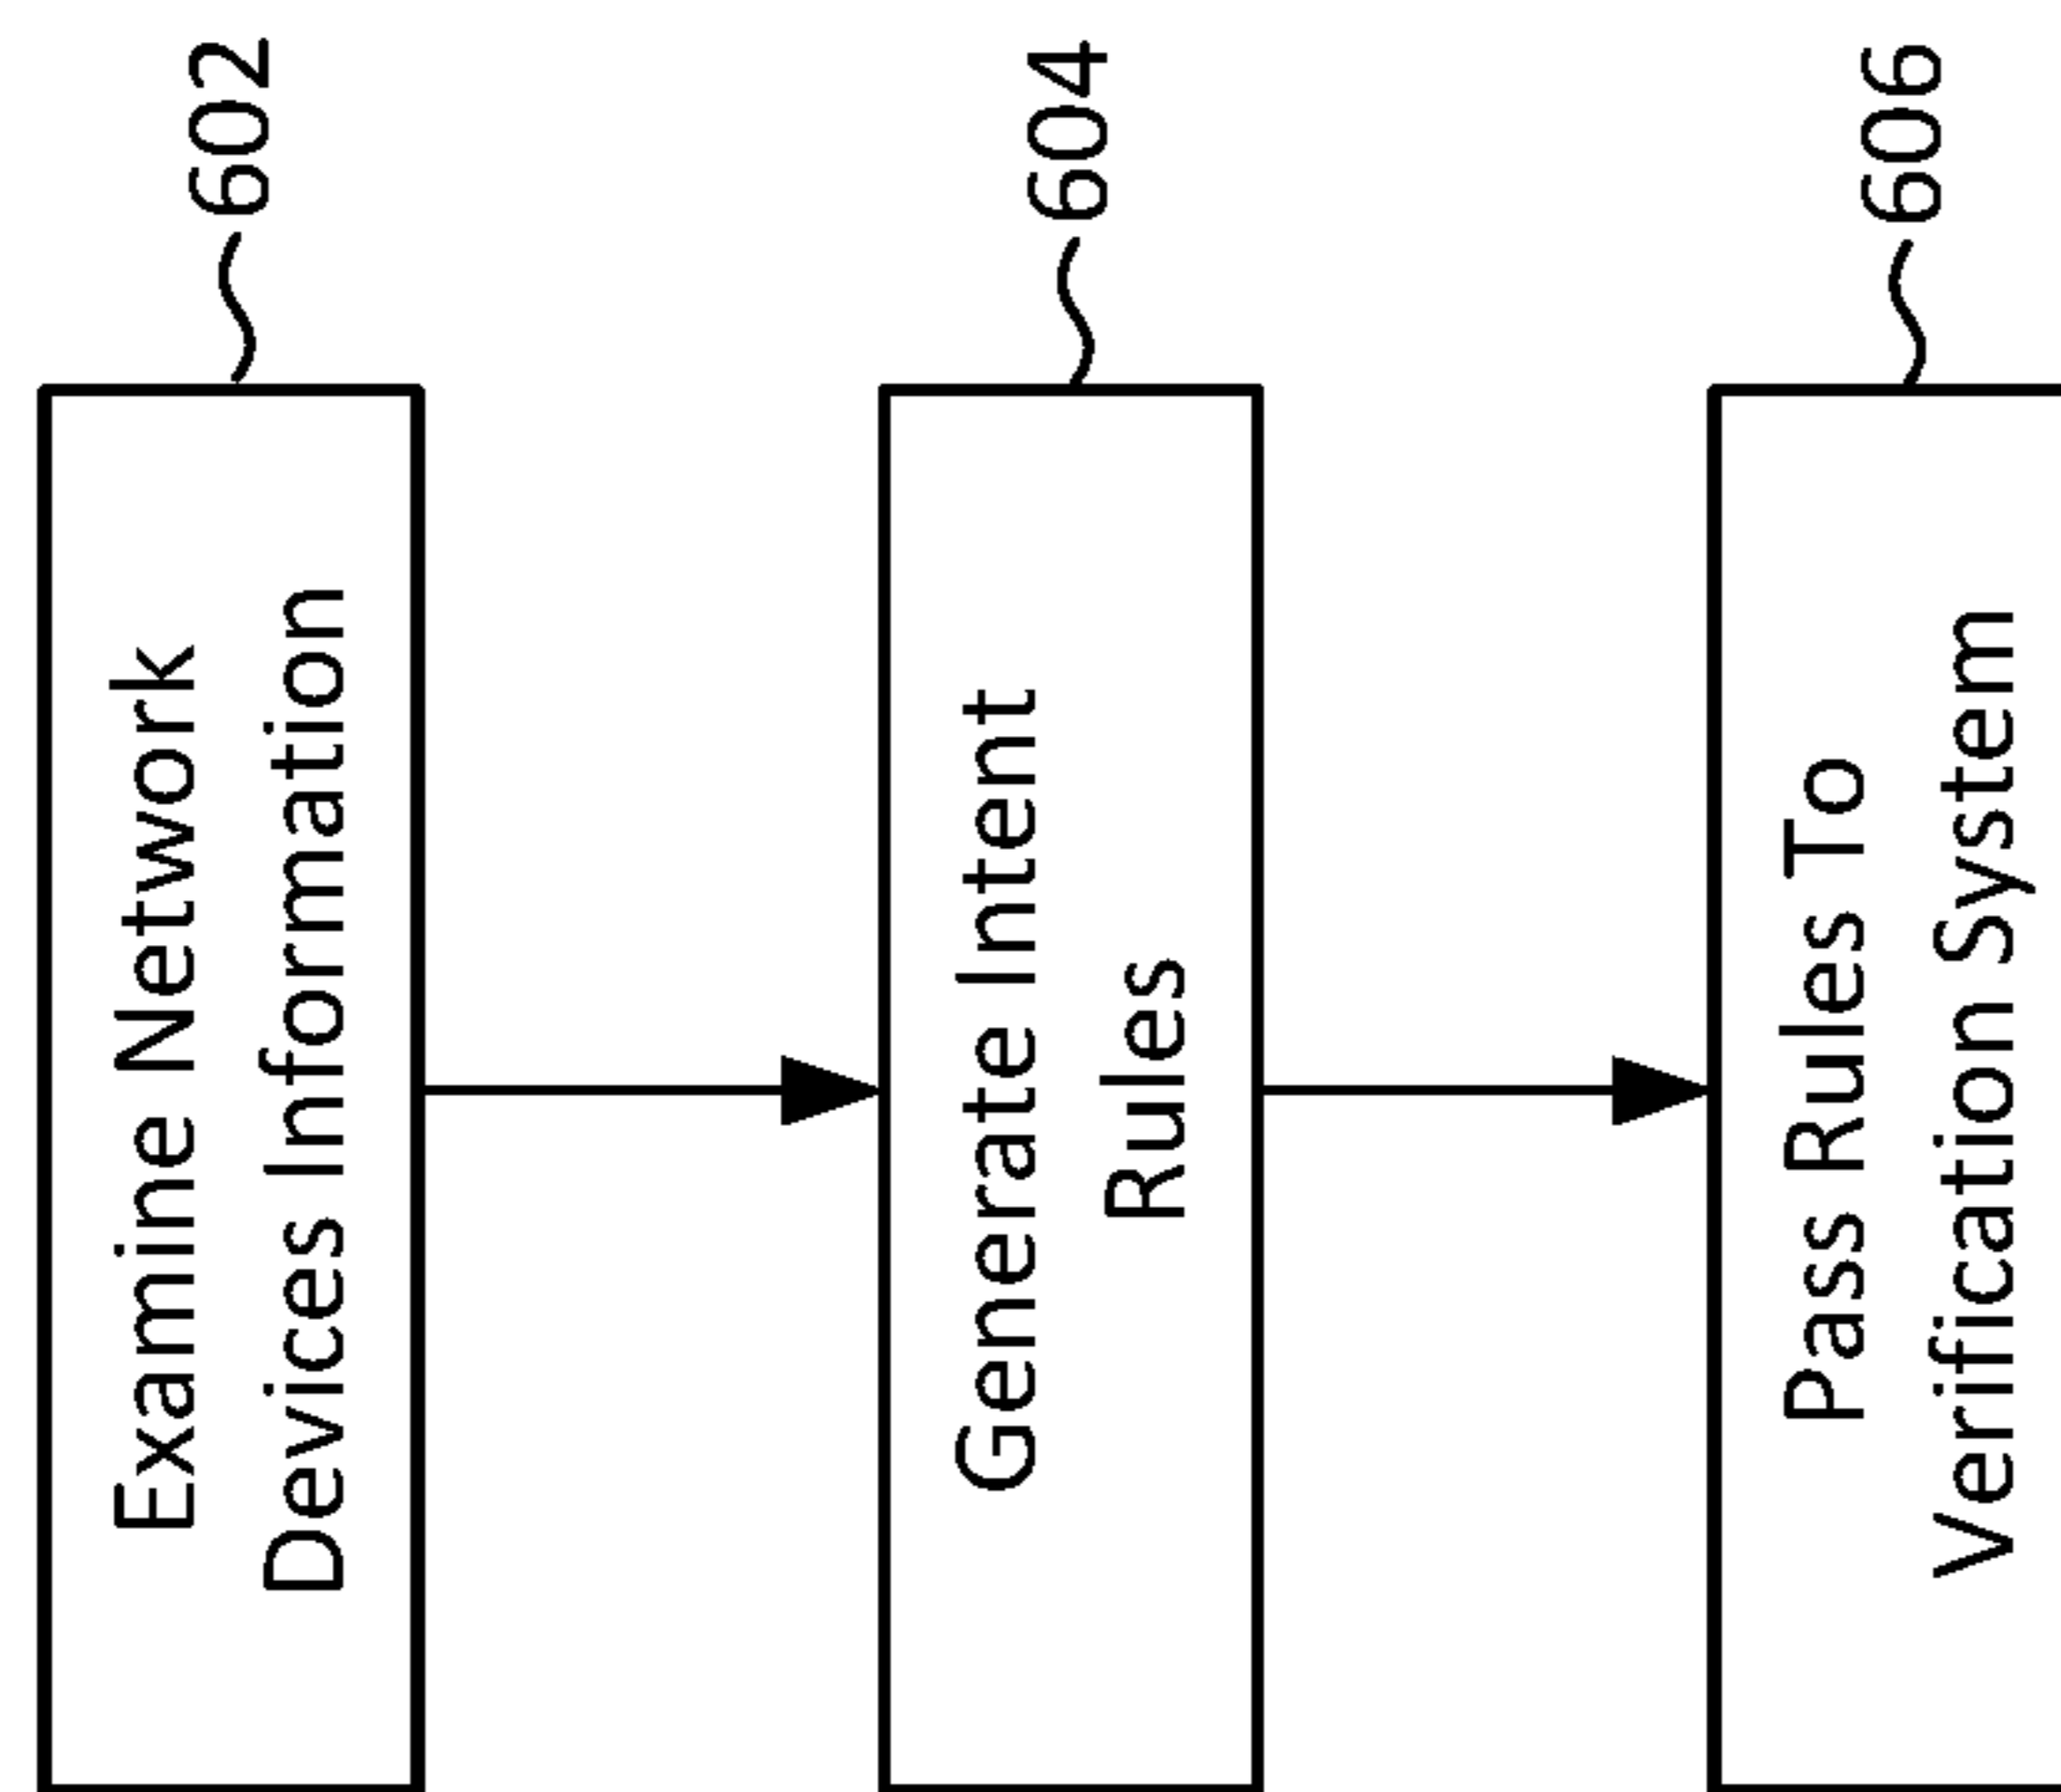 Examine Network
Devices Information
602
Generate Intent
Rules
604
Pass Rules To
Verification System
606